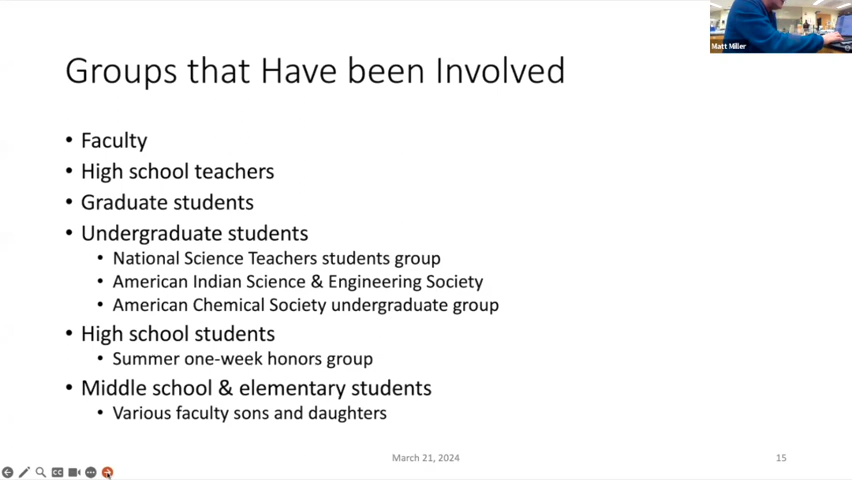 Matt Miller
Groups that Have been Involved
• Faculty
• High school teachers
• Graduate students
• Undergraduate students
• National Science Teachers students group
• American Indian Science & Engineering Society
• American Chemical Society undergraduate group
• High school students
• Summer one-week honors group
• Middle school & elementary students
• Various faculty sons and daughters
March 21, 2024
15
CC